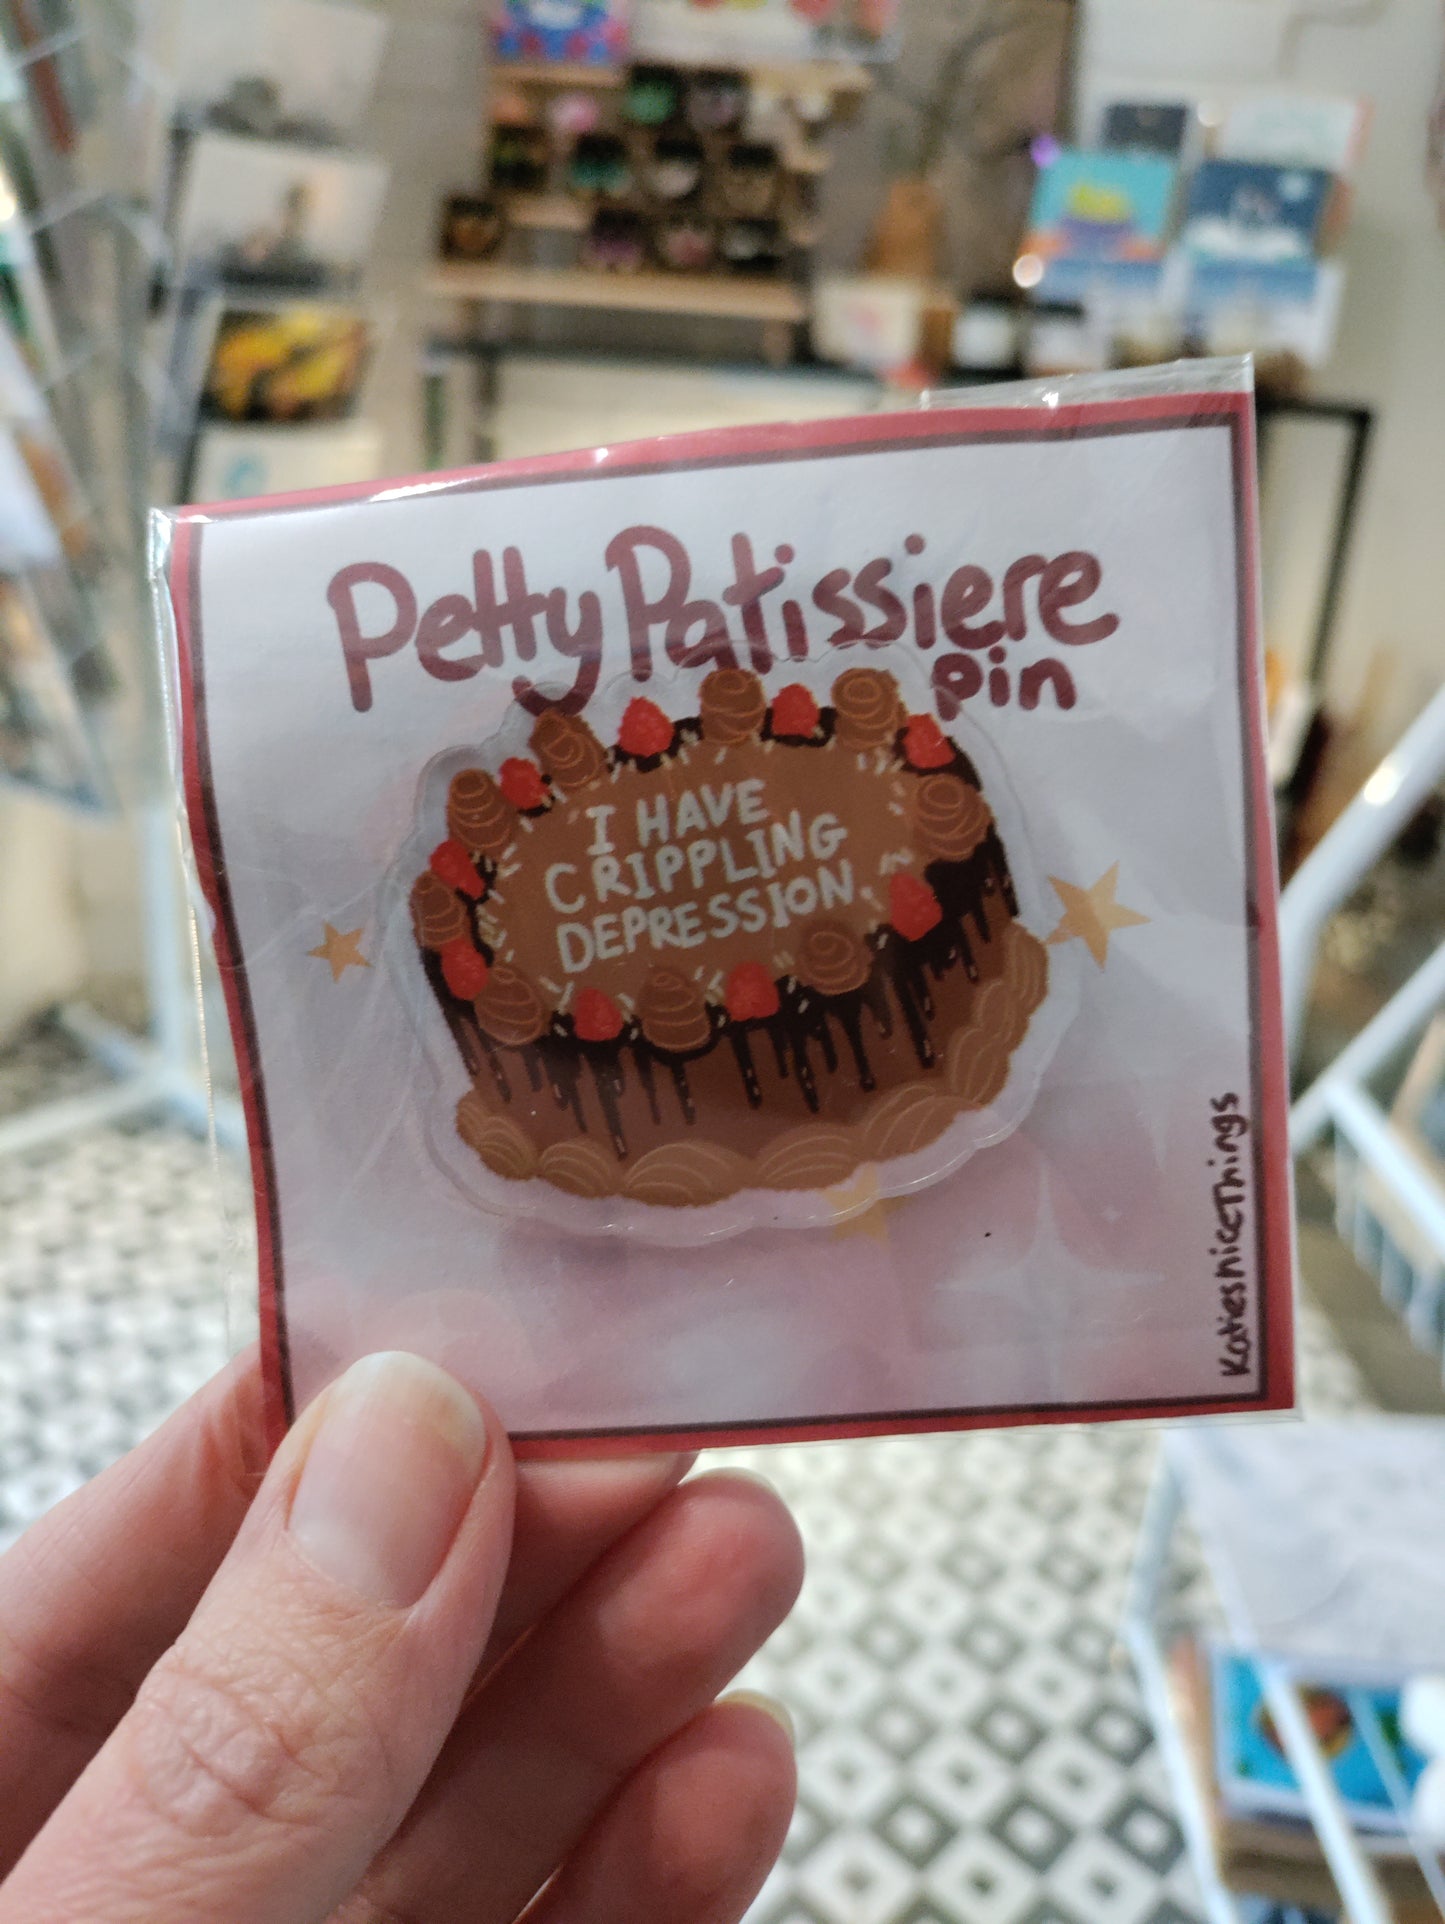 Petty Patissiere
pin
I HAVE
CRIPPLING
DEPRESSION.
KatiesniceThings